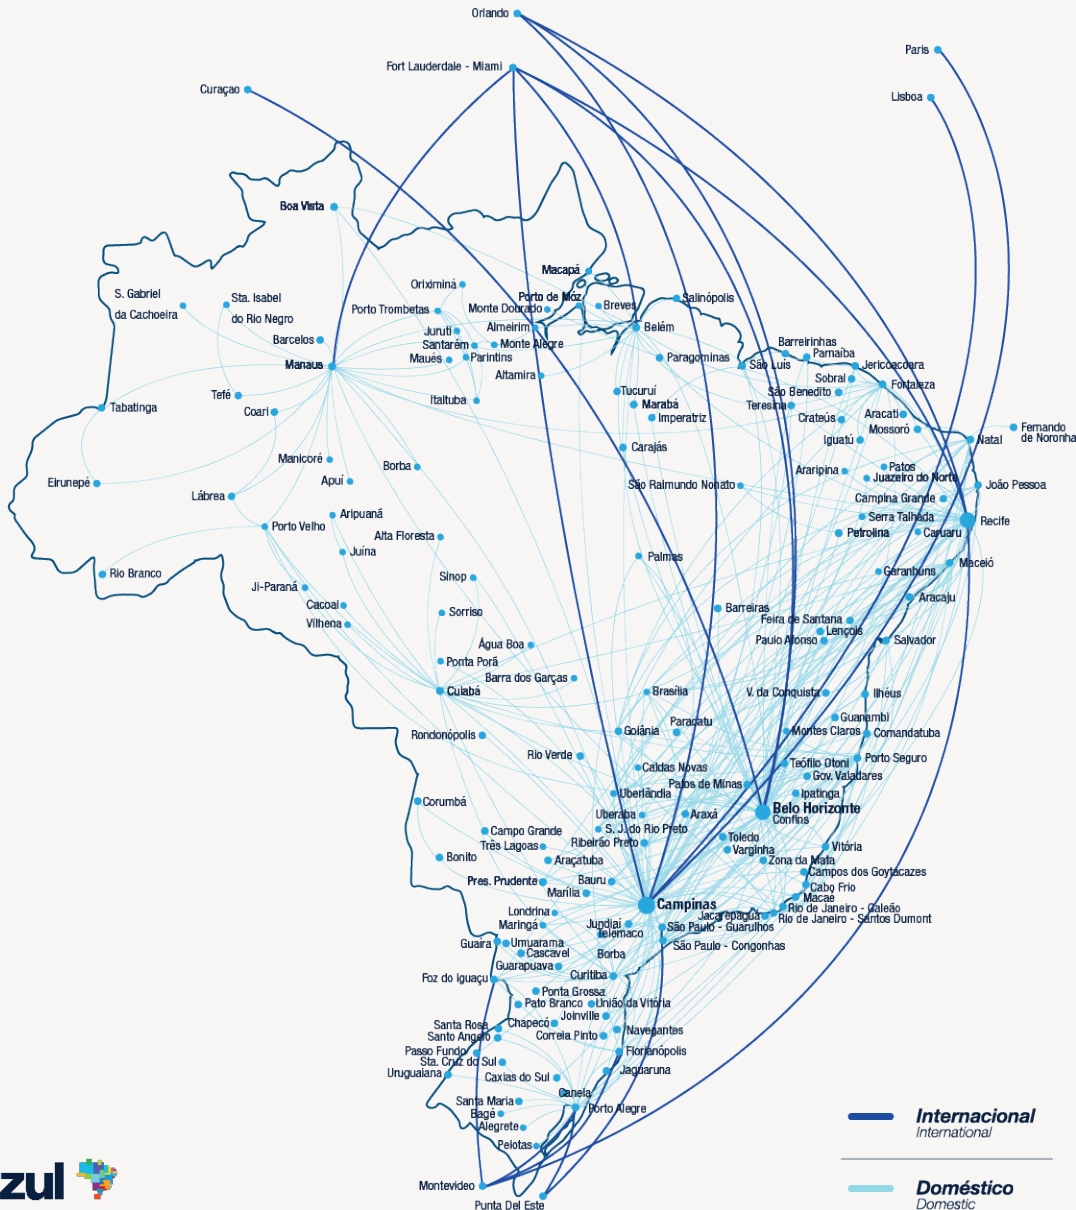 Orlando
Paris
Fort Lauderdale - Miami
Curaçao
Lisboa
Boa Vista
Macapá
Oriximiná
S. Gabriel
da Cachoeira
Sta. Isabel
do Rio Negro
Porto de Móz
Salinópolis
Porto Trombetas
Monte Dourado
Breves
Juruti
Almeirim
Belém
Barcelos
Santarém
Monte Alegre
Barreirinhas
Manaus
Maués
Parintins
Paragominas
São Luís
Parnaíba
Jericoacoara
Altamira
Sobral
Fortaleza
Tefé
Itaituba
Tucuruí
São Benedito
Tabatinga
Coari
Marabá
Teresina
Imperatriz
Crateús
Aracati
Mossoró
Fernando
de Noronha
Iguatú
Natal
Carajás
Manicoré
Borba
Araripina
Patos
Eirunepé
Apuí
São Raimundo Nonato
Juazeiro do Norte
João Pessoa
Lábrea
Campina Grande
Aripuanã
Serra Talhada
Recife
Porto Velho
Alta Floresta
Petrolina
Caruaru
Juína
Palmas
Maceió
Rio Branco
Sinop
Garanhuns
Ji-Paraná
Aracaju
Cacoal
Sorriso
Barreiras
Feira de Santana
Vilhena
Lençois
Água Boa
Paulo Afonso
Salvador
Ponta Porã
Barra dos Garças
Cuiabá
Brasília
V. da Conquista
Ilhéus
Guanambi
Rondonópolis
Goiânia
Paracatu
Montes Claros
Comandatuba
Rio Verde
Caldas Novas
Teófilo Otoni
Porto Seguro
Gov. Valadares
Patos de Minas
Uberlândia
Ipatinga
Corumbá
Belo Horizonte
Confins
Uberaba
Araxá
Campo Grande
S. J. do Rio Preto
Toledo
Três Lagoas
Ribeirão Preto
Varginha
Vitória
Bonito
Araçatuba
Zona da Mata
Campos dos Goytacazes
Pres. Prudente
Bauru
Cabo Frio
Marília
Macae
Campinas
Rio de Janeiro - Galeão
Londrina
Jacarepaguá
Rio de Janeiro - Santos Dumont
Maringá
Jundiaí
São Paulo - Guarulhos
Telemaco
Borba
Guaíra
Umuarama
São Paulo - Congonhas
Cascavel
Guarapuava
Curitiba
Foz do Iguaçu
Ponta Grossa
Pato Branco
União da Vitória
Joinville
Santa Rosa
Chapecó
Navegantes
Santo Angelo
Correia Pinto
Passo Fundo
Florianópolis
Sta. Cruz do Sul
Uruguaiana
Caxias do Sul
Jaguaruna
Canela
Santa Maria
Porto Alegre
Bagé
Alegrete
Pelotas
Montevideo
Punta Del Este
Internacional
International
Doméstico
Domestic
zul